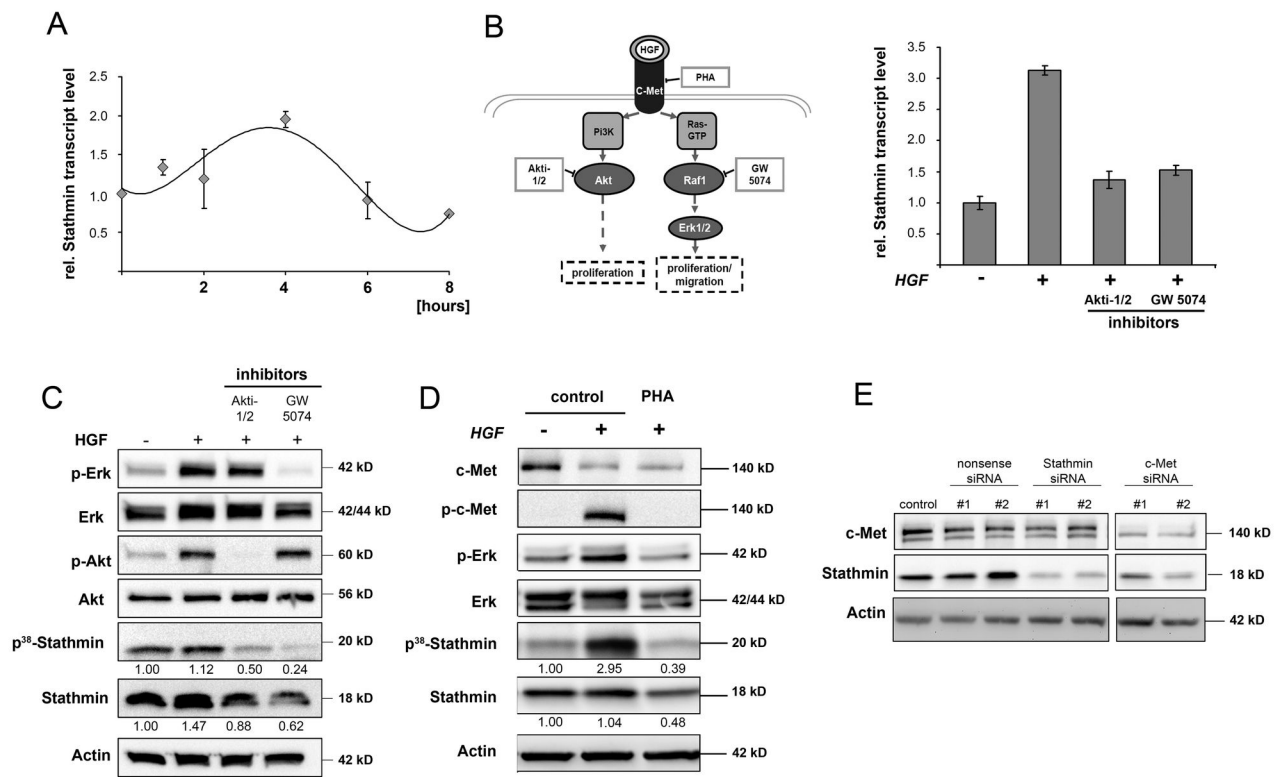 A
rel. Stathmin transcript level
2.5
2.0
1.5
1.0
0.5
2
4
6
8
[hours]
B
HGF
C-Met
PHA
Pi3K
Ras-
GTP
Akti-
1/2
Akt
Raf1
GW
5074
Erk1/2
proliferation
proliferation/
migration
rel. Stathmin transcript level
3.5
3.0
2.5
2.0
1.5
1.0
0.5
HGF
- + + +
Akti-1/2 GW 5074
inhibitors
C
inhibitors
Akti-
1/2
GW
5074
HGF - + + +
p-Erk 42 kD
Erk 42/44 kD
p-Akt 60 kD
Akt 56 kD
p³⁸-Stathmin 20 kD
1.00 1.12 0.50 0.24
Stathmin 18 kD
1.00 1.47 0.88 0.62
Actin 42 kD
D
control PHA
HGF - + +
c-Met 140 kD
p-c-Met 140 kD
p-Erk 42 kD
Erk 42/44 kD
p³⁸-Stathmin 20 kD
1.00 2.95 0.39
Stathmin 18 kD
1.00 1.04 0.48
Actin 42 kD
E
nonsense
siRNA
Stathmin
siRNA
c-Met
siRNA
control #1 #2 #1 #2 #1 #2
c-Met 140 kD
Stathmin 18 kD
Actin 42 kD